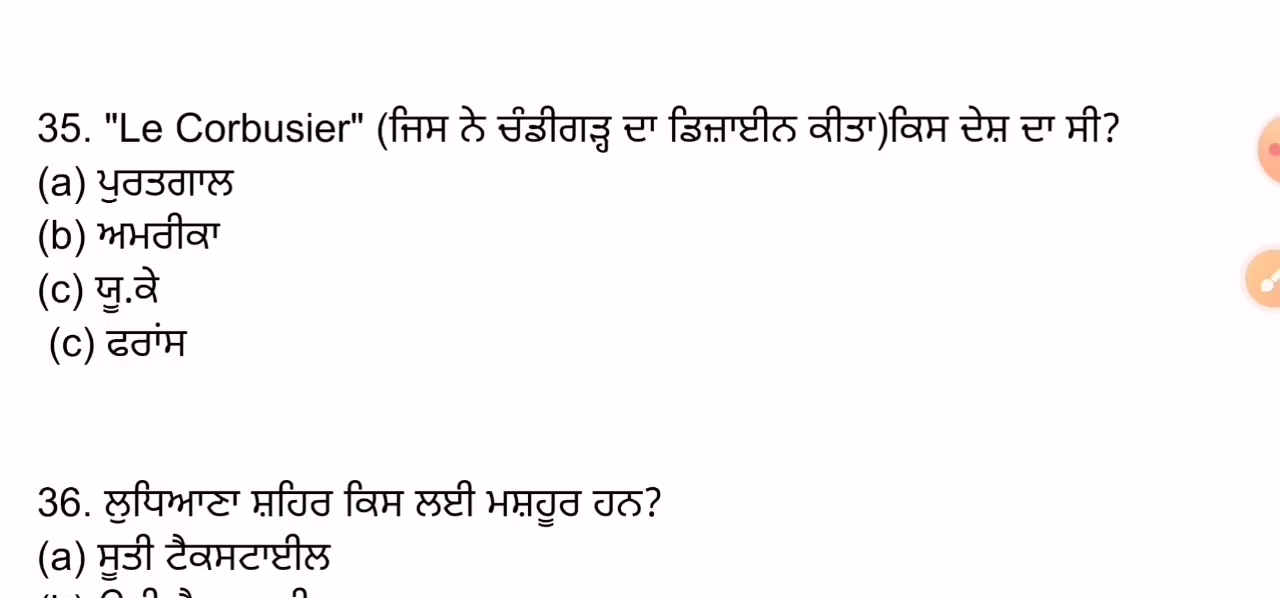 35. "Le Corbusier" (ਜਿਸ ਨੇ ਚੰਡੀਗੜ੍ਹ ਦਾ ਡਿਜ਼ਾਈਨ ਕੀਤਾ)ਕਿਸ ਦੇਸ਼ ਦਾ ਸੀ?
(a) ਪੁਰਤਗਾਲ
(b) ਅਮਰੀਕਾ
(c) ਯੂ.ਕੇ
(c) ਫਰਾਂਸ
36. ਲੁਧਿਆਣਾ ਸ਼ਹਿਰ ਕਿਸ ਲਈ ਮਸ਼ਹੂਰ ਹਨ?
(a) ਸੂਤੀ ਟੈਕਸਟਾਈਲ